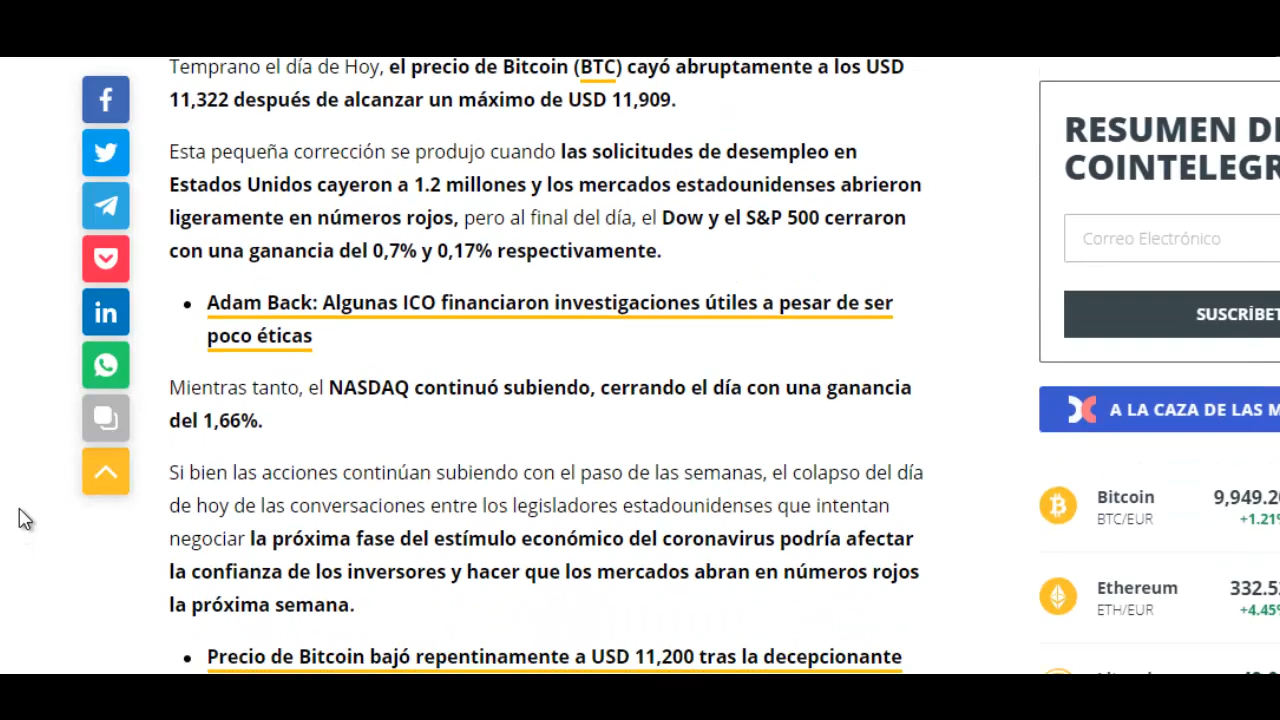 Temprano el día de Hoy, el precio de Bitcoin (BTC) cayó abruptamente a los USD
11,322 después de alcanzar un máximo de USD 11,909.
Esta pequeña corrección se produjo cuando las solicitudes de desempleo en
Estados Unidos cayeron a 1.2 millones y los mercados estadounidenses abrieron
ligeramente en números rojos, pero al final del día, el Dow y el S&P 500 cerraron
con una ganancia del 0,7% y 0,17% respectivamente.
Adam Back: Algunas ICO financiaron investigaciones útiles a pesar de ser
poco éticas
Mientras tanto, el NASDAQ continuó subiendo, cerrando el día con una ganancia
del 1,66%.
Si bien las acciones continúan subiendo con el paso de las semanas, el colapso del día
de hoy de las conversaciones entre los legisladores estadounidenses que intentan
negociar la próxima fase del estímulo económico del coronavirus podría afectar
la confianza de los inversores y hacer que los mercados abran en números rojos
la próxima semana.
Precio de Bitcoin bajó repentinamente a USD 11,200 tras la decepcionante
RESUMEN D
COINTELEGR
Correo Electrónico
SUSCRÍBET
A LA CAZA DE LAS M
Bitcoin 9,949.2
BTC/EUR +1.21
Ethereum 332.5
ETH/EUR +4.45